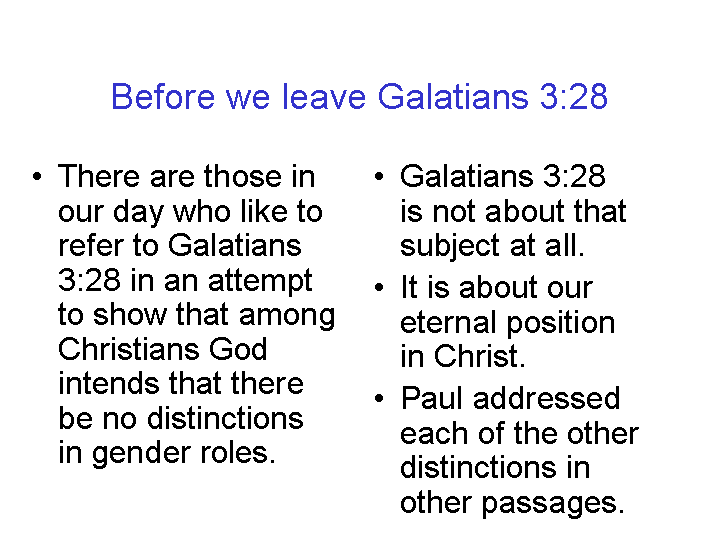 Before we leave Galatians 3:28
• There are those in
our day who like to
refer to Galatians
3:28 in an attempt
to show that among
Christians God
intends that there
be no distinctions
in gender roles.
• Galatians 3:28
is not about that
subject at all.
• It is about our
eternal position
in Christ.
• Paul addressed
each of the other
distinctions in
other passages.